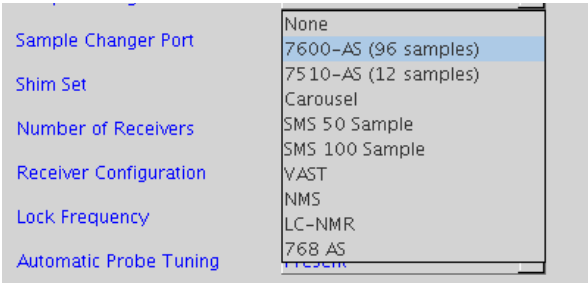 None
Sample Changer Port
7600-AS (96 samples)
7510-AS (12 samples)
Shim Set
Carousel
Number of Receivers
SMS 50 Sample
SMS 100 Sample
Receiver Configuration
VAST
NMS
Lock Frequency
LC-NMR
768 AS
Automatic Probe Tuning
Present